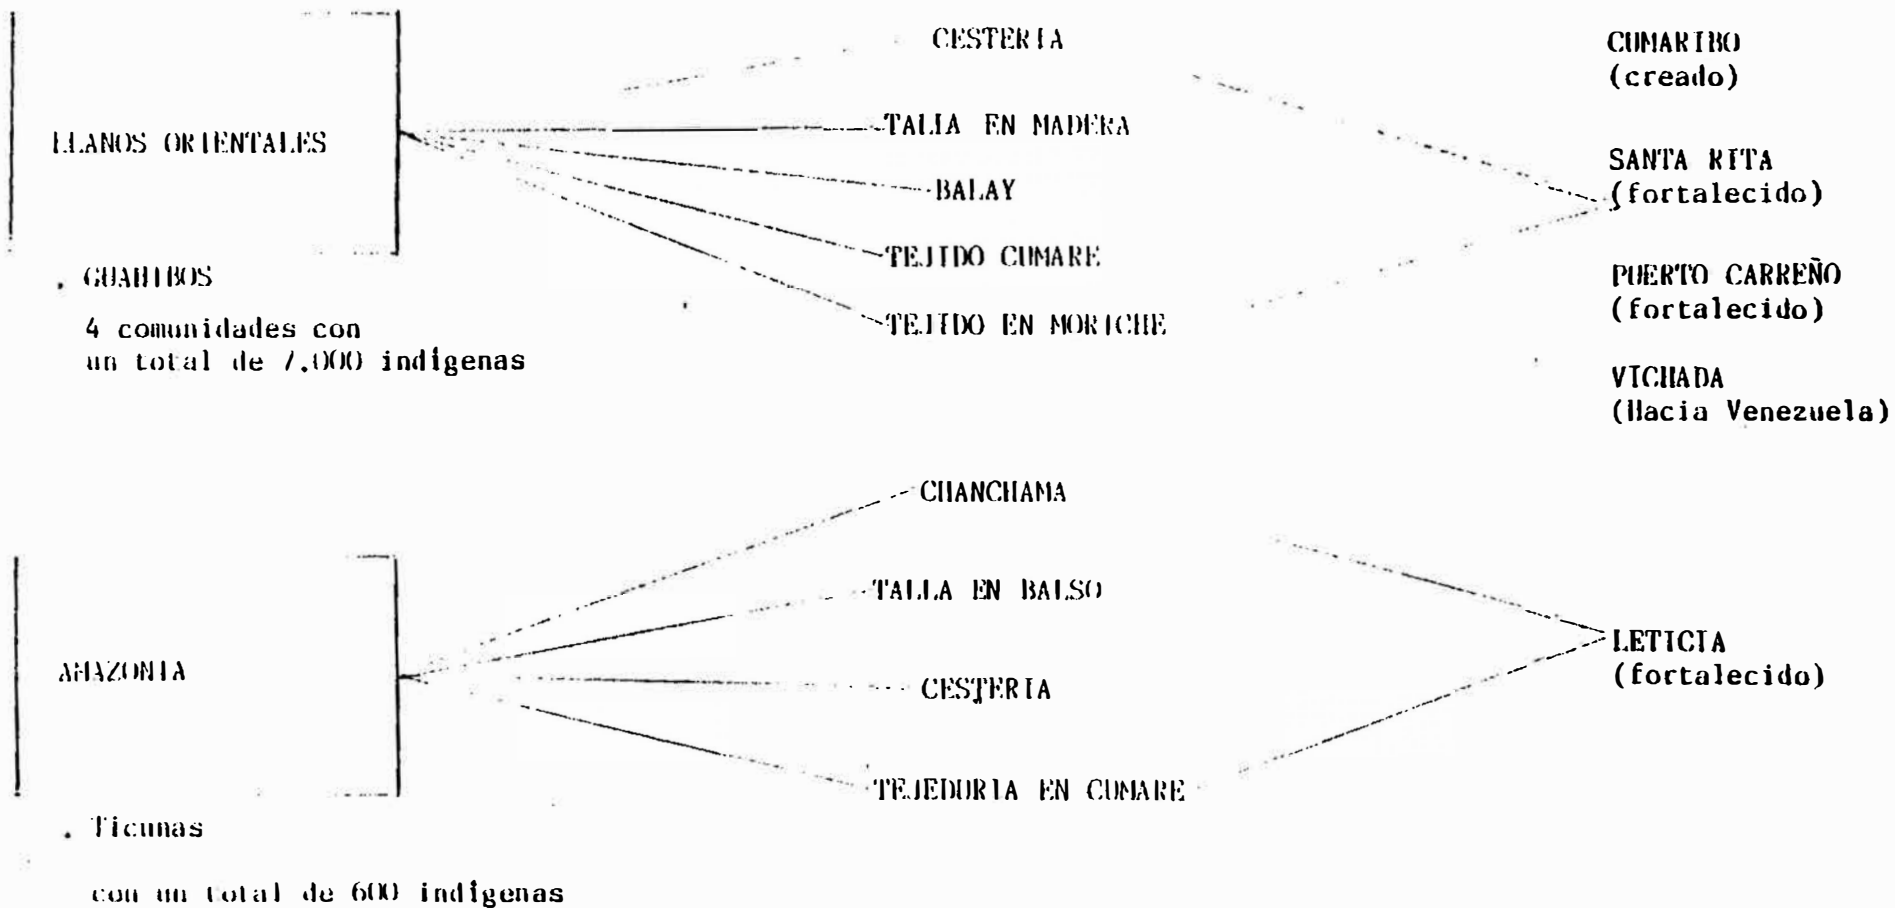 LLANOS ORIENTALES
. GUAHIBOS
4 comunidades con
un total de 7.000 indígenas
CESTERIA
TALLA EN MADERA
BALAY
TEJIDO CUMARE
TEJIDO EN MORICHE
CUMARIBO
(creado)
SANTA RITA
(fortalecido)
PUERTO CARREÑO
(fortalecido)
VICHADA
(Hacia Venezuela)
AMAZONIA
. Ticunas
con un total de 600 indígenas
CHANCHAMA
TALLA EN BALSO
CESTERIA
TEJEDURIA EN CUMARE
LETICIA
(fortalecido)